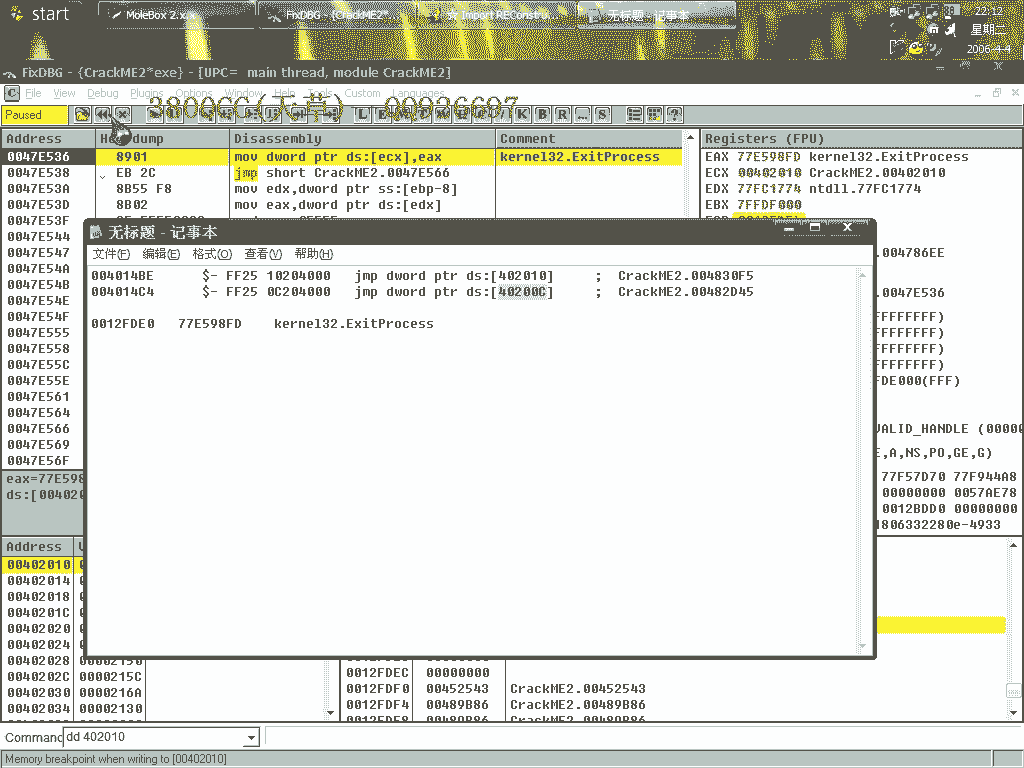 start
MoleBox 2.x.x
FixDBG - {CrackME2*
Import REConstru
无标题 - 记事本
22:12
星期二
2006-4-4
FixDBG - {CrackME2*exe} - [UPC= main thread, module CrackME2]
C File View Debug Plugins Options Window Help Tools Custom Languages
Paused
Address Disassembly Comment Registers (FPU)
0047E536 8901 mov dword ptr ds:[ecx],eax kernel32.ExitProcess EAX 77E598FD kernel32.ExitProcess
0047E538 EB 2C jmp short CrackME2.0047E566 ECX 00402010 CrackME2.00402010
0047E53A 8B55 F8 mov edx,dword ptr ss:[ebp-8] EDX 77FC1774 ntdll.77FC1774
0047E53D 8B02 mov eax,dword ptr ds:[edx] EBX 7FFDF000
0047E53F
0047E544
0047E547 .004786EE
0047E54A
0047E54B .0047E536
0047E54E
0047E54F FFFFFFFF)
0047E555 FFFFFFFF)
0047E558 FFFFFFFF)
0047E55C FFFFFFFF)
0047E55E FDE000(FFF)
0047E561
0047E564
0047E566 VALID_HANDLE (00000
0047E569 E,A,NS,PO,GE,G)
0047E56F
eax=77E598 77F57D70 77F944A8
ds:[004020 00000000 0057AE78
0012BDD0 00000000
806332280e-4933
无标题 - 记事本
文件(F) 编辑(E) 格式(O) 查看(V) 帮助(H)
004014BE $- FF25 10204000 jmp dword ptr ds:[402010] ; CrackME2.004830F5
004014C4 $- FF25 0C204000 jmp dword ptr ds:[40200C] ; CrackME2.00482D45
0012FDE0 77E598FD kernel32.ExitProcess
Address
00402010
00402014
00402018
0040201C
00402020
00402024
00402028 00002150
0040202C 0000215C 0012FDEC 00000000
00402030 0000216A 0012FDF0 00452543 CrackME2.00452543
00402034 00002130 0012FDF4 00489B86 CrackME2.00489B86
0012FDF8 00489B86 CrackME2.00489B86
Command dd 402010
Memory breakpoint when writing to [00402010]